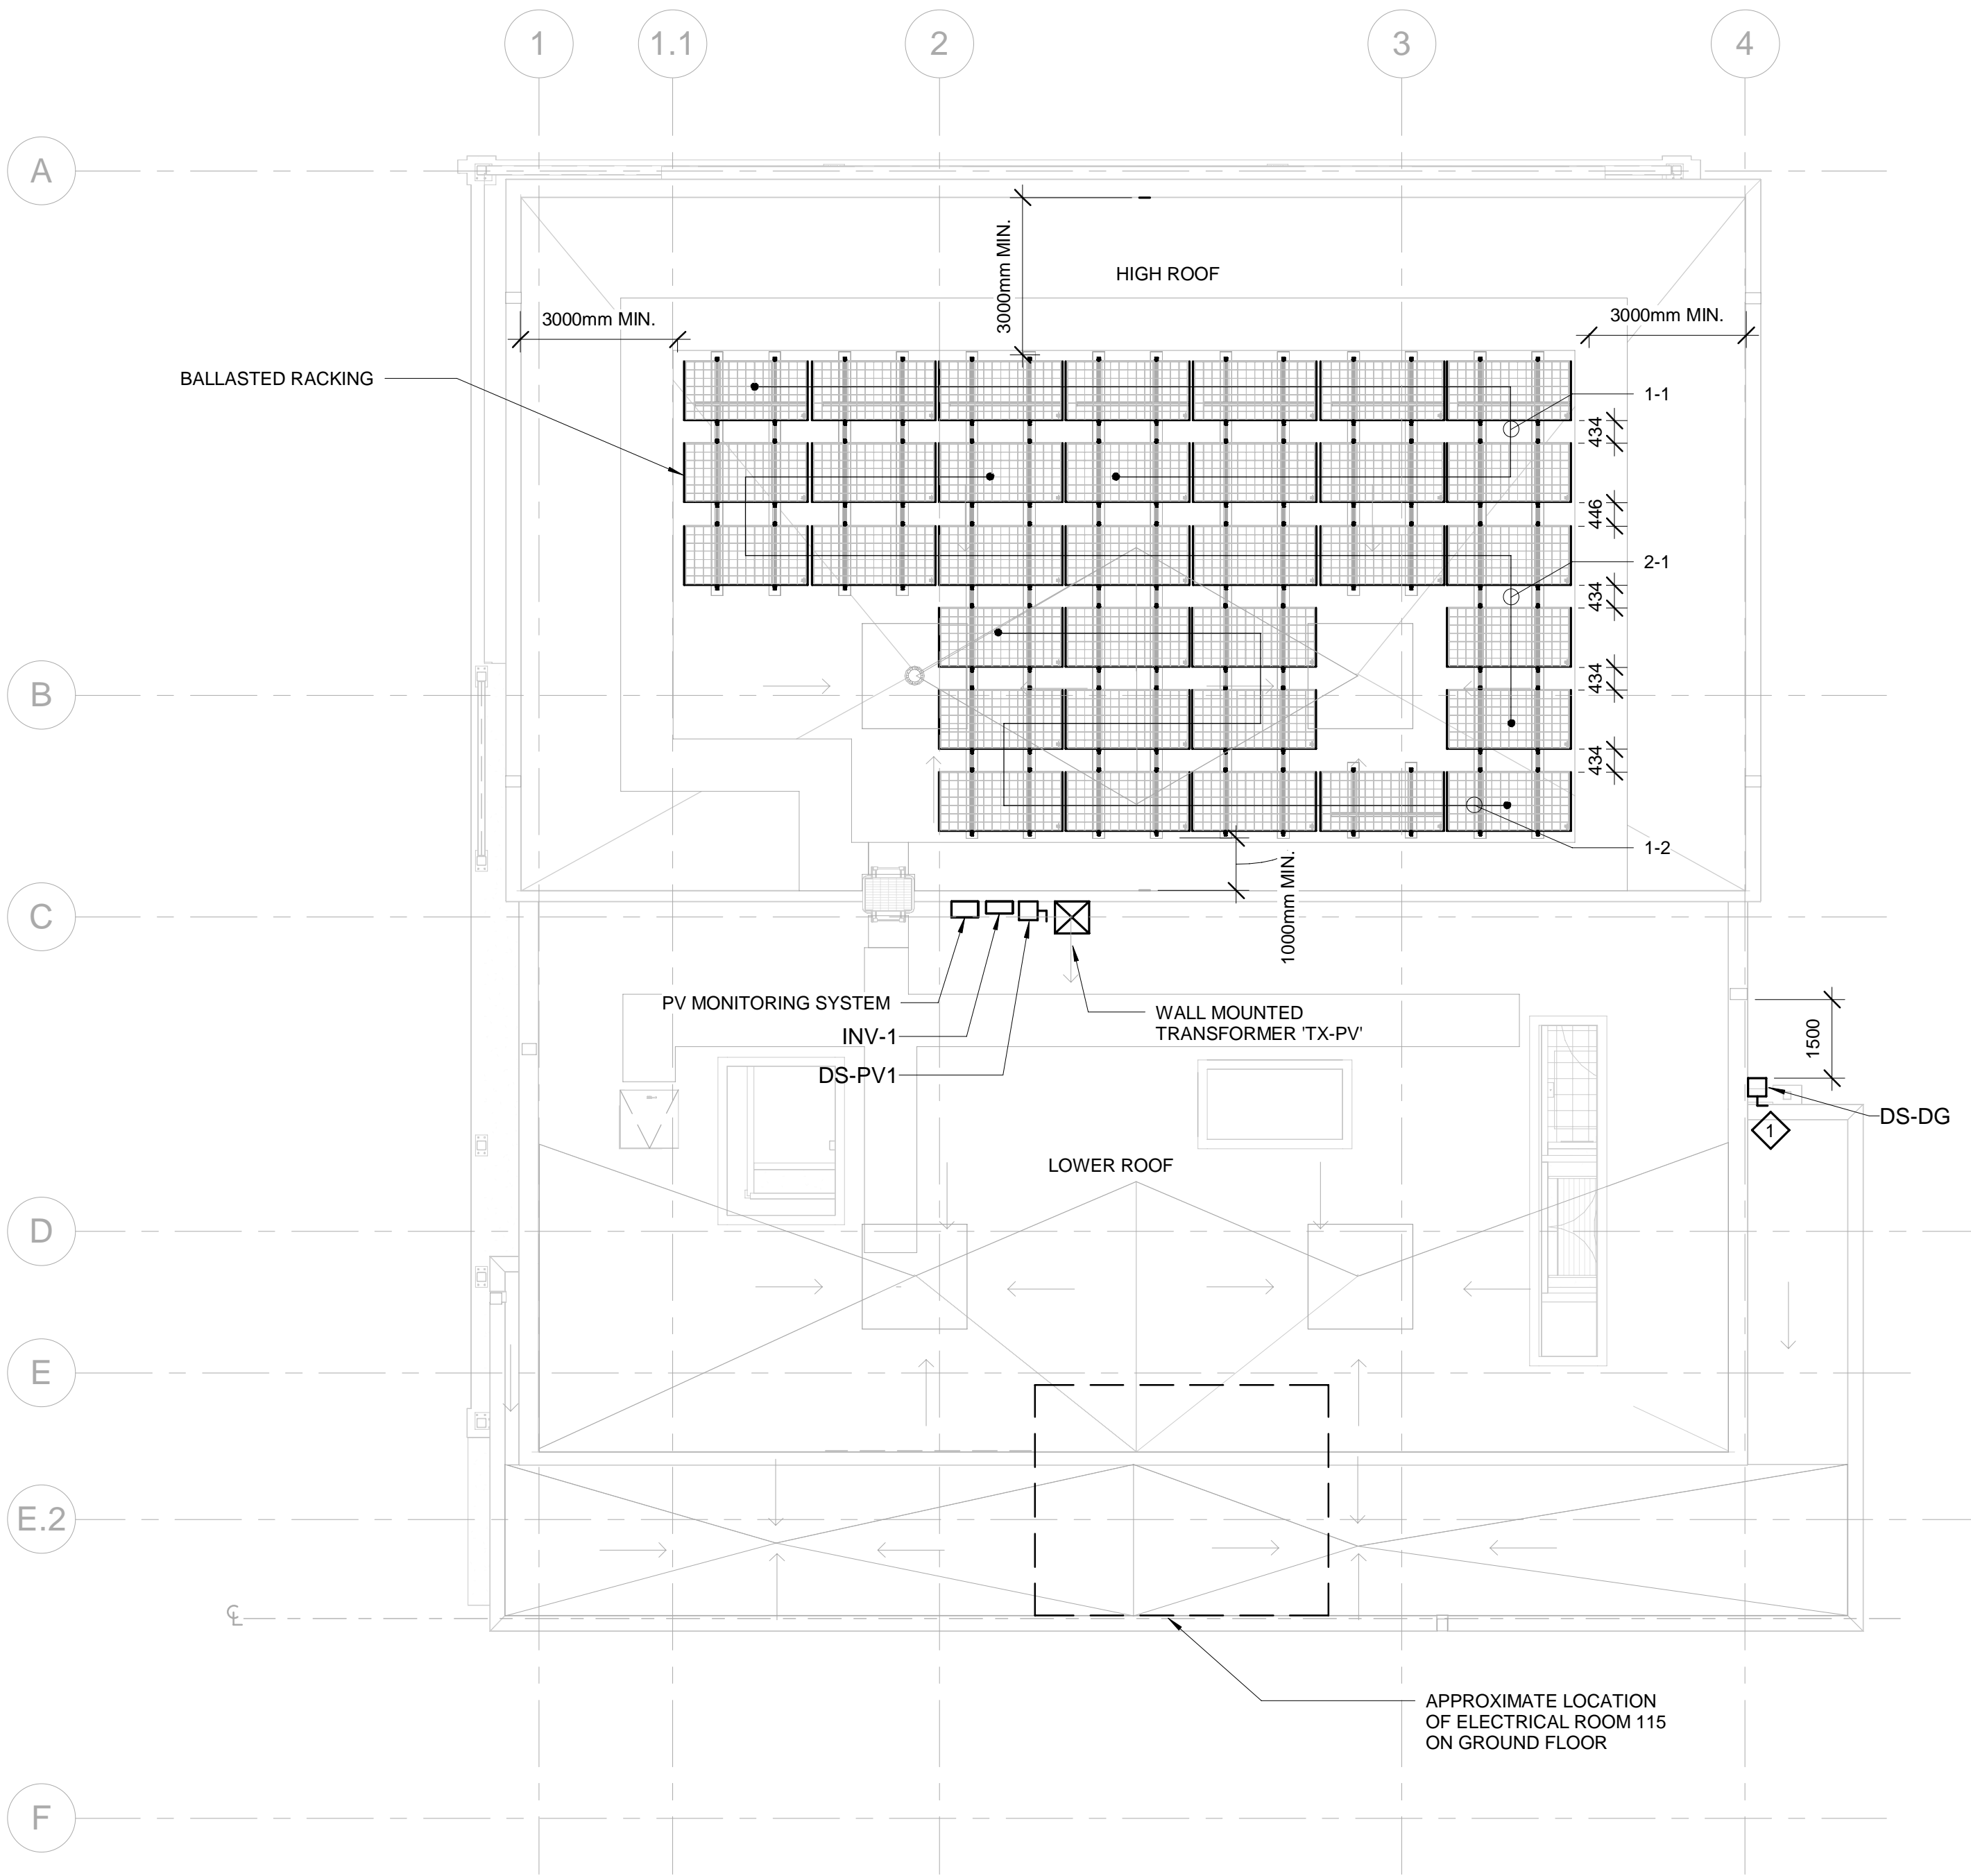 1
1.1
2
3
4
A
3000mm MIN.
HIGH ROOF
3000mm MIN.
3000mm MIN.
BALLASTED RACKING
1-1
434
446
2-1
434
434
B
434
1-2
1000mm MIN.
C
PV MONITORING SYSTEM
INV-1
DS-PV1
WALL MOUNTED
TRANSFORMER 'TX-PV'
1500
DS-DG
1
LOWER ROOF
D
E
E.2
℄
APPROXIMATE LOCATION
OF ELECTRICAL ROOM 115
ON GROUND FLOOR
F